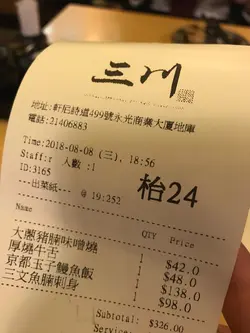 三川
地址:軒尼詩道499號永光商業大廈地庫
電話:21406883
Time:2018-08-08 (三), 18:56
Staff:r 人數 :1
ID:3165
枱24
---出菜紙--- @ 19:252
Name QTY Price
大蔥豬腩味噌燒 1 $42.0
厚燒牛舌 1 $48.0
京都玉子鰻魚飯 1 $138.0
三文魚腩刺身 1 $98.0
Subtotal: $326.00